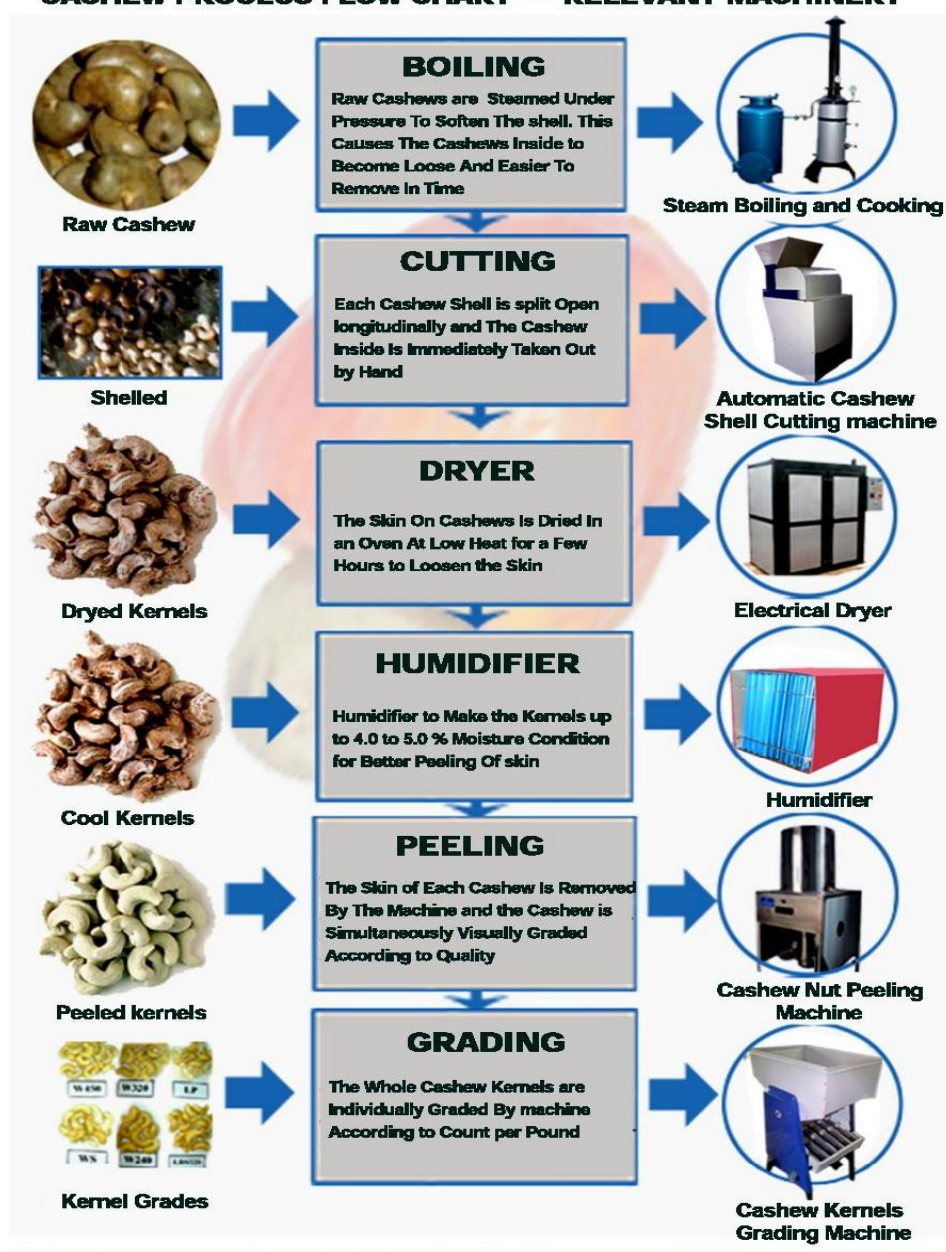 CASHEW PROCESS FLOW CHART
RELEVANT MACHINERY
BOILING
Raw Cashews are Steamed Under
Pressure To Soften The shell. This
Causes The Cashews Inside to
Become Loose And Easier To
Remove In Time
Raw Cashew
Steam Boiling and Cooking
CUTTING
Each Cashew Shell is split Open
longitudinally and The Cashew
Inside Is Immediately Taken Out
by Hand
Shelled
Automatic Cashew
Shell Cutting machine
DRYER
The Skin On Cashews Is Dried In
an Oven At Low Heat for a Few
Hours to Loosen the Skin
Dryed Kernels
Electrical Dryer
HUMIDIFIER
Humidifier to Make the Kernels up
to 4.0 to 5.0 % Moisture Condition
for Better Peeling Of skin
Cool Kernels
Humidifier
PEELING
The Skin of Each Cashew Is Removed
By The Machine and the Cashew is
Simultaneously Visually Graded
According to Quality
Peeled kernels
Cashew Nut Peeling
Machine
GRADING
The Whole Cashew Kernels are
Individually Graded By machine
According to Count per Pound
W450 W320 LP
WS W240
Kernel Grades
Cashew Kernels
Grading Machine